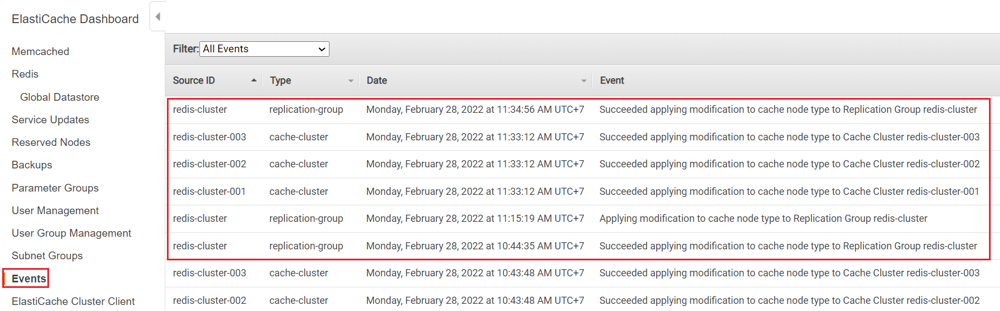 ElastiCache Dashboard
Memcached
Redis
Global Datastore
Service Updates
Reserved Nodes
Backups
Parameter Groups
User Management
User Group Management
Subnet Groups
Events
ElastiCache Cluster Client
Filter: All Events
Source ID Type Date Event
redis-cluster replication-group Monday, February 28, 2022 at 11:34:56 AM UTC+7 Succeeded applying modification to cache node type to Replication Group redis-cluster
redis-cluster-003 cache-cluster Monday, February 28, 2022 at 11:33:12 AM UTC+7 Succeeded applying modification to cache node type to Cache Cluster redis-cluster-003
redis-cluster-002 cache-cluster Monday, February 28, 2022 at 11:33:12 AM UTC+7 Succeeded applying modification to cache node type to Cache Cluster redis-cluster-002
redis-cluster-001 cache-cluster Monday, February 28, 2022 at 11:33:12 AM UTC+7 Succeeded applying modification to cache node type to Cache Cluster redis-cluster-001
redis-cluster replication-group Monday, February 28, 2022 at 11:15:19 AM UTC+7 Applying modification to cache node type to Replication Group redis-cluster
redis-cluster replication-group Monday, February 28, 2022 at 10:44:35 AM UTC+7 Succeeded applying modification to cache node type to Replication Group redis-cluster
redis-cluster-003 cache-cluster Monday, February 28, 2022 at 10:43:48 AM UTC+7 Succeeded applying modification to cache node type to Cache Cluster redis-cluster-003
redis-cluster-002 cache-cluster Monday, February 28, 2022 at 10:43:48 AM UTC+7 Succeeded applying modification to cache node type to Cache Cluster redis-cluster-002